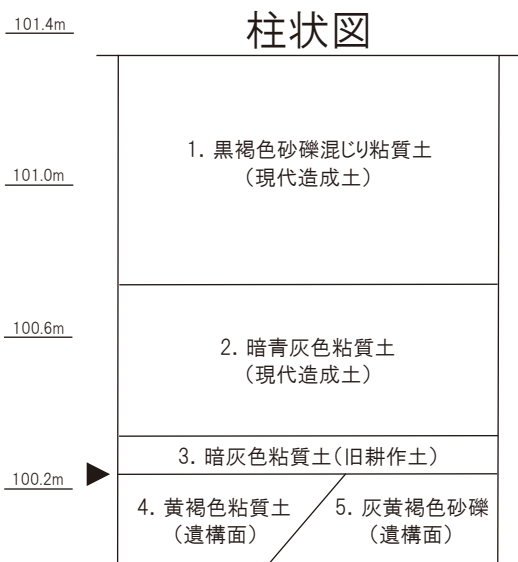 柱状図
101.4m
1. 黒褐色砂礫混じり粘質土
(現代造成土)
101.0m
100.6m
2. 暗青灰色粘質土
(現代造成土)
3. 暗灰色粘質土(旧耕作土)
100.2m
4. 黄褐色粘質土
(遺構面)
5. 灰黄褐色砂礫
(遺構面)